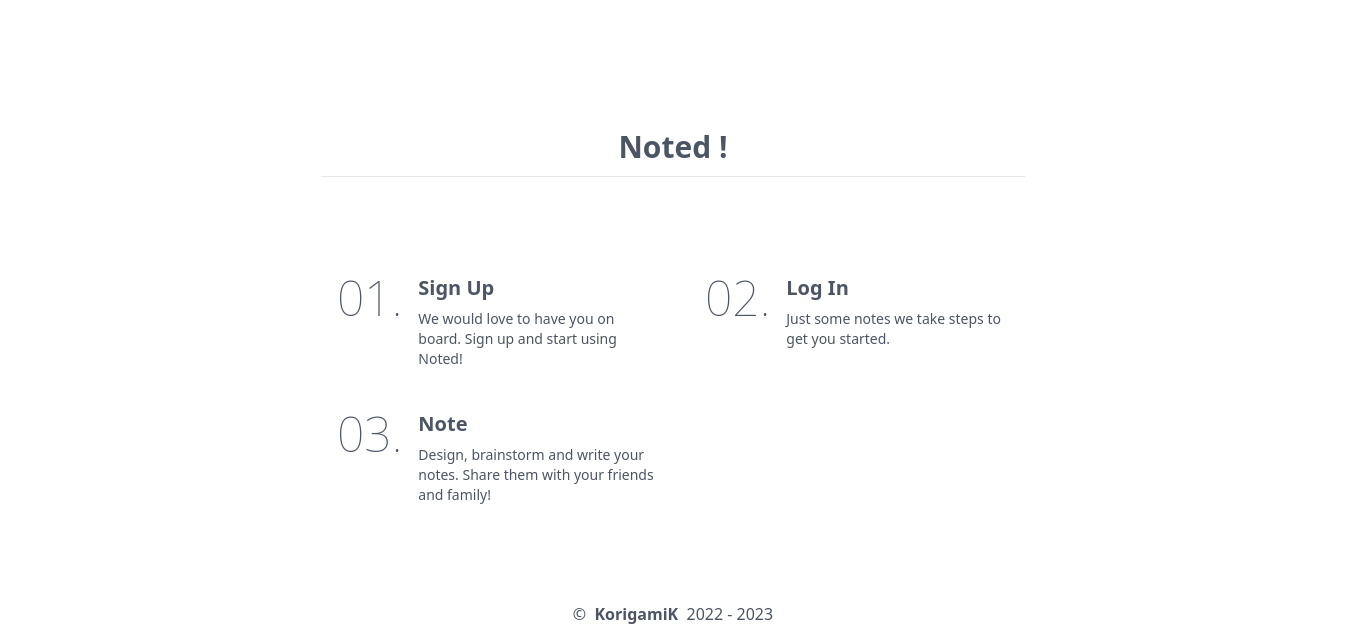 Noted !
01.
Sign Up
We would love to have you on
board. Sign up and start using
Noted!
02.
Log In
Just some notes we take steps to
get you started.
03.
Note
Design, brainstorm and write your
notes. Share them with your friends
and family!
© KorigamiK 2022 - 2023